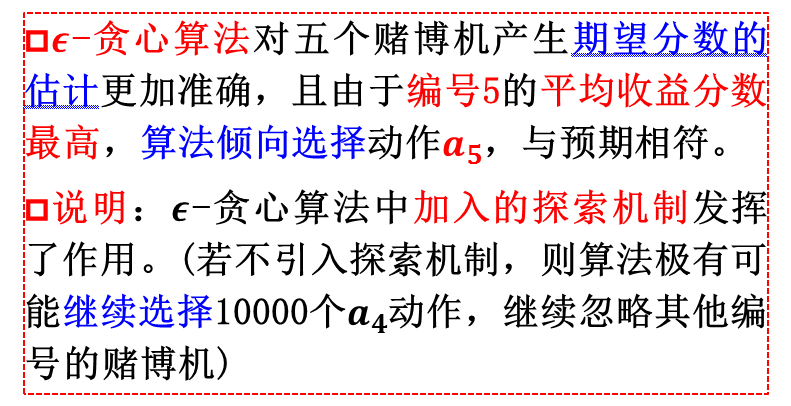 □ϵ-贪心算法对五个赌博机产生期望分数的
估计更加准确，且由于编号5的平均收益分数
最高，算法倾向选择动作a₅，与预期相符。
□说明：ϵ-贪心算法中加入的探索机制发挥
了作用。(若不引入探索机制，则算法极有可
能继续选择10000个a₄动作，继续忽略其他编
号的赌博机)